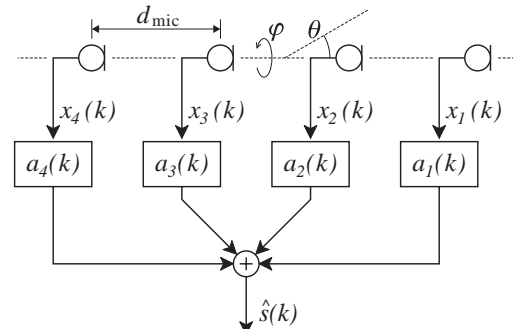 d_mic φ θ
x_4(k) x_3(k) x_2(k) x_1(k)
a_4(k) a_3(k) a_2(k) a_1(k)
+
ŝ(k)